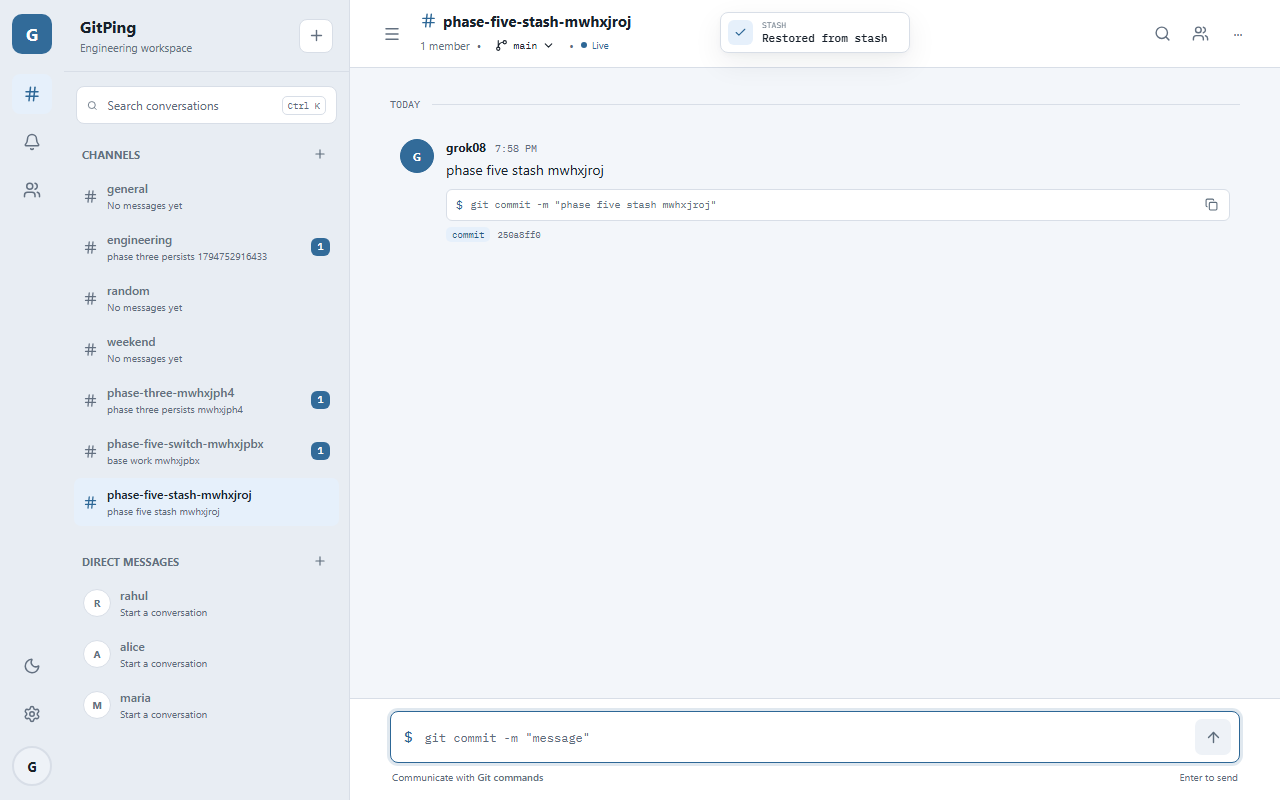 G
GitPing
Engineering workspace
Search conversations
Ctrl K
CHANNELS
general
No messages yet
engineering
phase three persists 1794752916433
1
random
No messages yet
weekend
No messages yet
phase-three-mwhxjph4
phase three persists mwhxjph4
1
phase-five-switch-mwhxjpbx
base work mwhxjpbx
1
phase-five-stash-mwhxjroj
phase five stash mwhxjroj
DIRECT MESSAGES
R
rahul
Start a conversation
A
alice
Start a conversation
M
maria
Start a conversation
G
# phase-five-stash-mwhxjroj
1 member • main • Live
STASH
Restored from stash
TODAY
G
grok08 7:58 PM
phase five stash mwhxjroj
$ git commit -m "phase five stash mwhxjroj"
commit 250a8ff0
$ git commit -m "message"
Communicate with Git commands
Enter to send